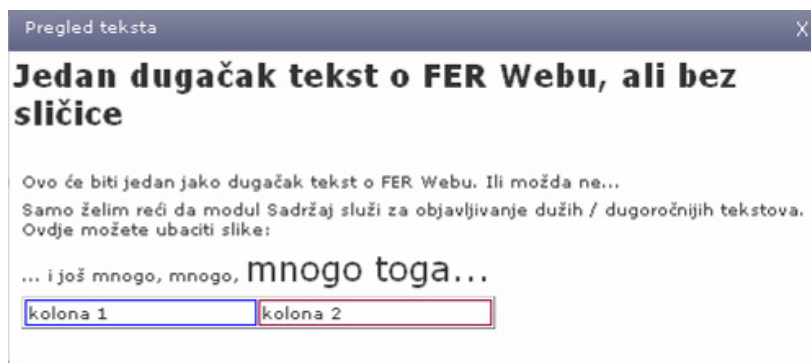 Pregled teksta X
Jedan dugačak tekst o FER Webu, ali bez
sličice
Ovo će biti jedan jako dugačak tekst o FER Webu. Ili možda ne...
Samo želim reći da modul Sadržaj služi za objavljivanje dužih / dugoročnijih tekstova.
Ovdje možete ubaciti slike:
... i još mnogo, mnogo, mnogo toga...
kolona 1 kolona 2